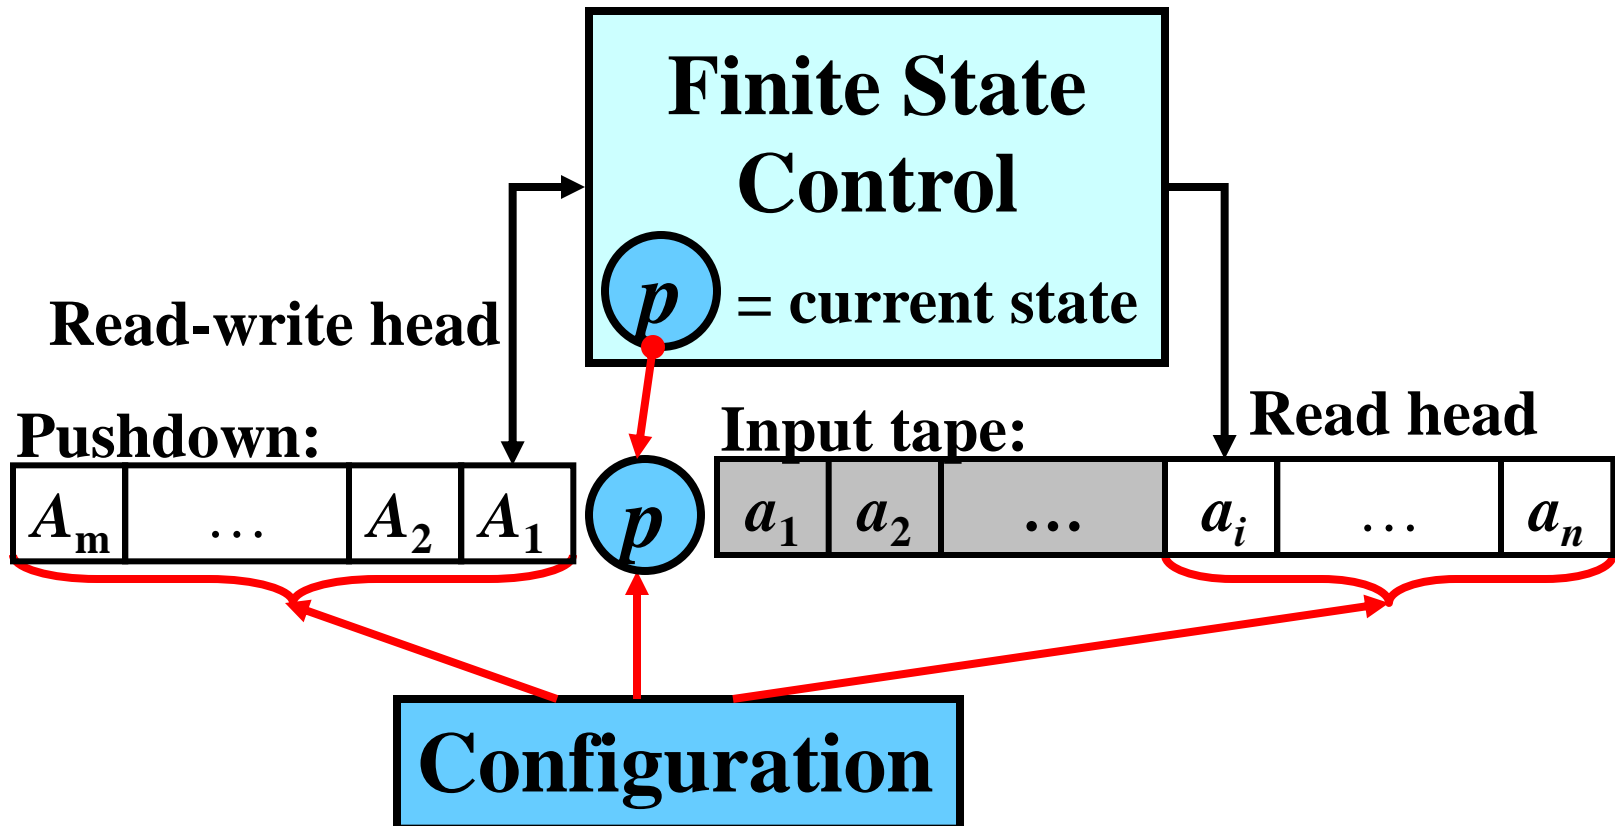 Finite State
Control
p = current state
Read-write head
Read head
Pushdown:
Input tape:
Aₘ … A₂ A₁ p a₁ a₂ … aᵢ … aₙ
Configuration